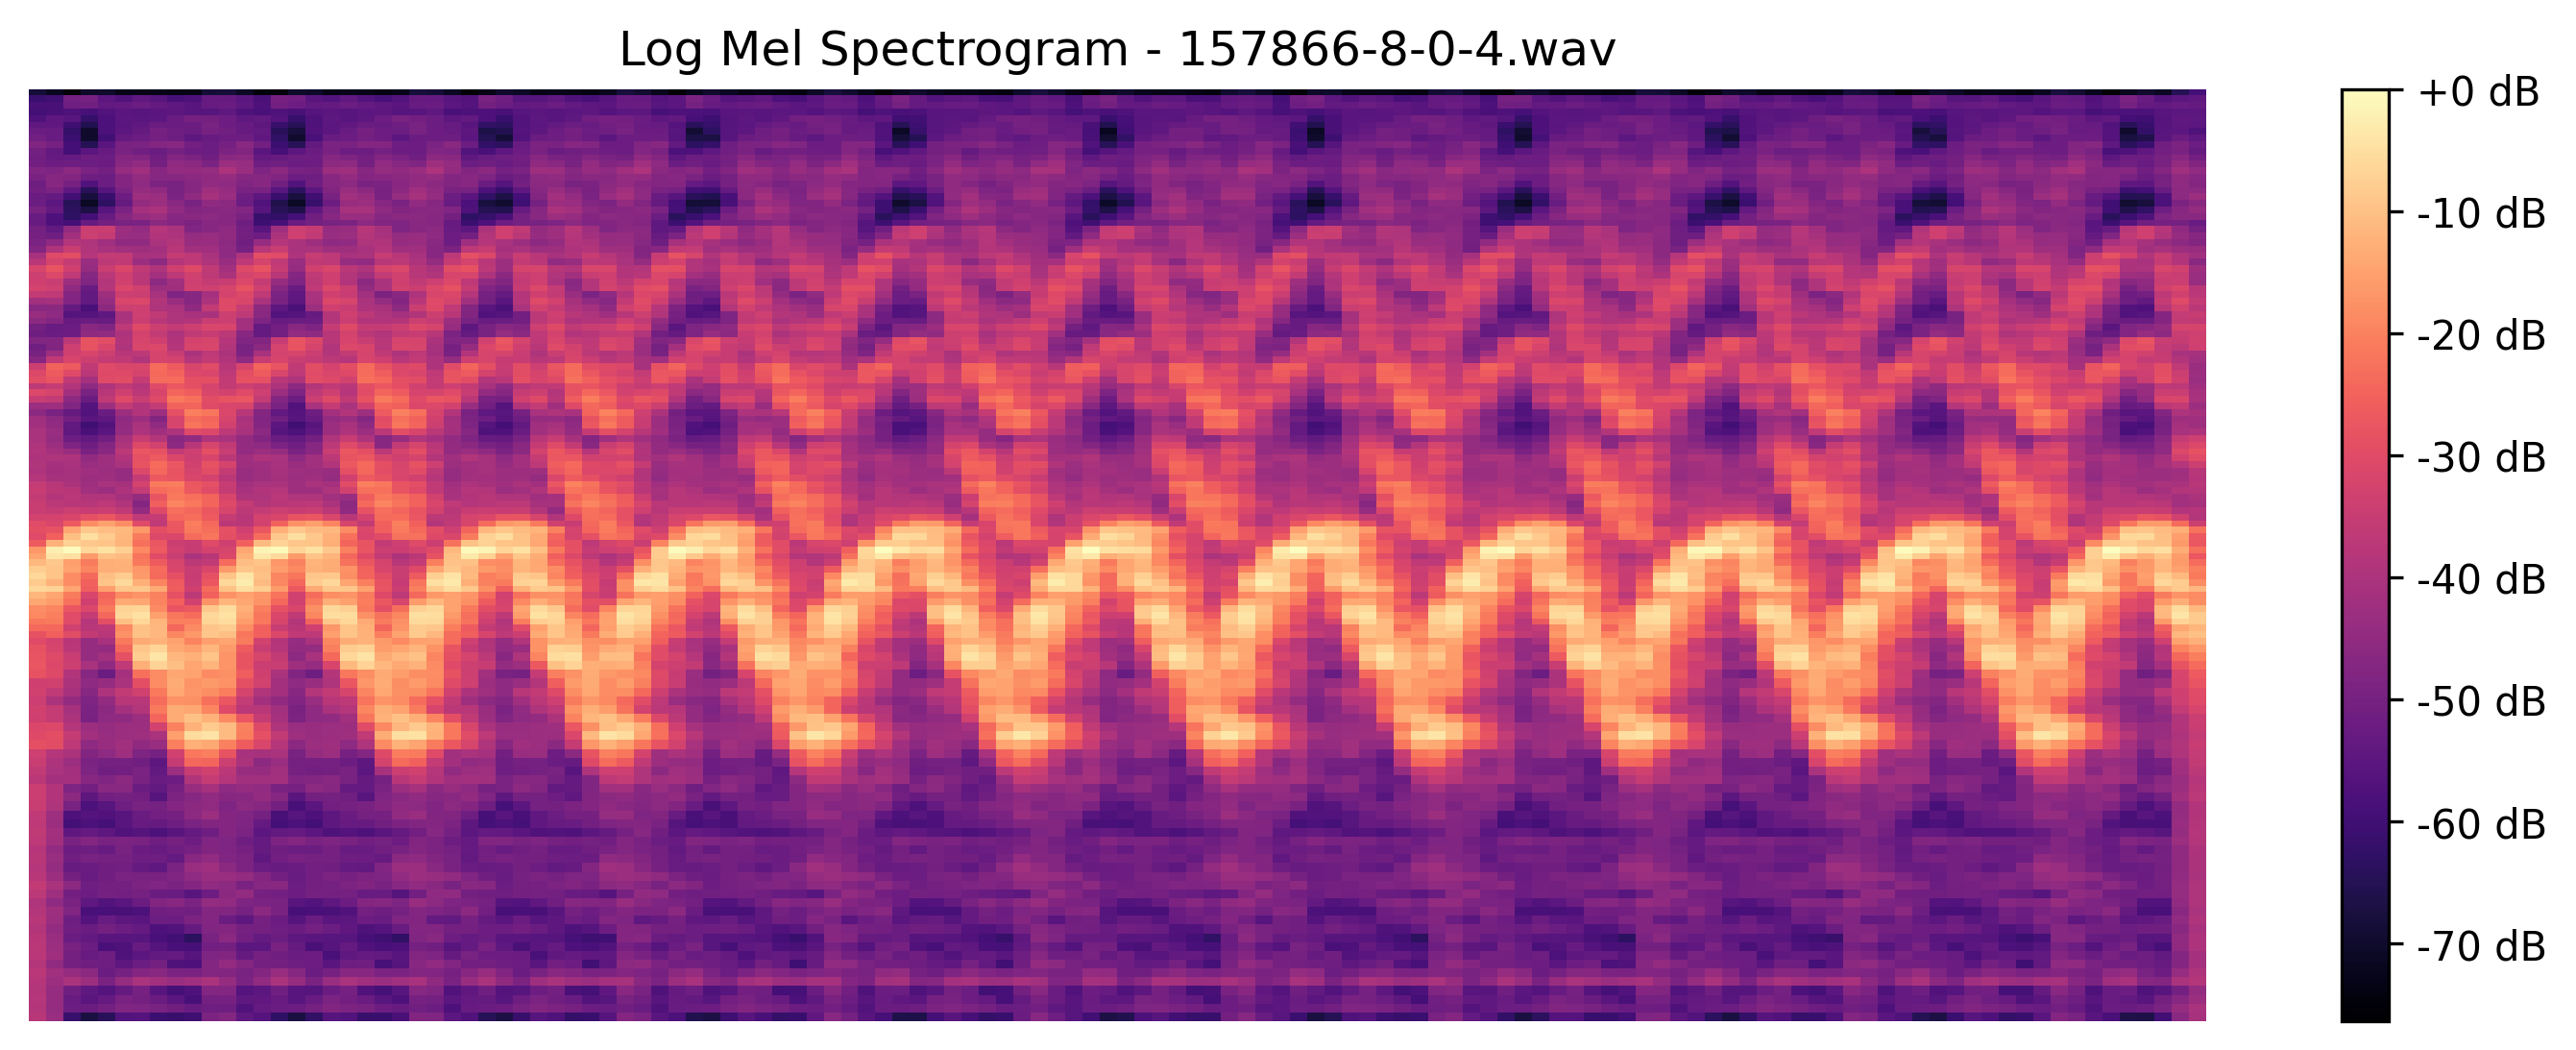 Log Mel Spectrogram - 157866-8-0-4.wav
+0 dB
-10 dB
-20 dB
-30 dB
-40 dB
-50 dB
-60 dB
-70 dB